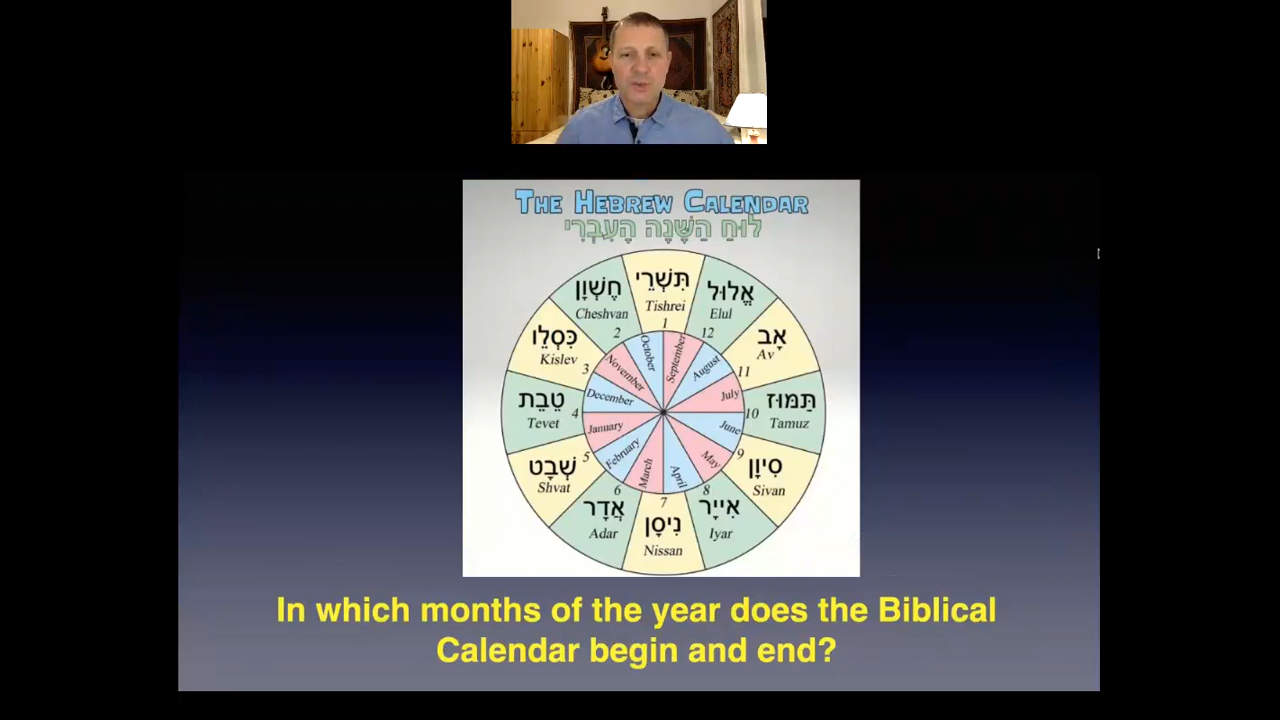 THE HEBREW CALENDAR
לוּחַ הַשָּׁנָה הָעִבְרִי
תִּשְׁרֵי
Tishrei
1
אֱלוּל
Elul
12
אָב
Av
11
תַּמּוּז
Tamuz
10
סִיוָן
Sivan
9
אִייָר
Iyar
8
נִיסָן
Nissan
7
אֲדָר
Adar
6
שְׁבָט
Shvat
5
טֵבֵת
Tevet
4
כִּסְלֵו
Kislev
3
חֶשְׁוָן
Cheshvan
2
September
August
July
June
May
April
March
February
January
December
November
October
In which months of the year does the Biblical
Calendar begin and end?